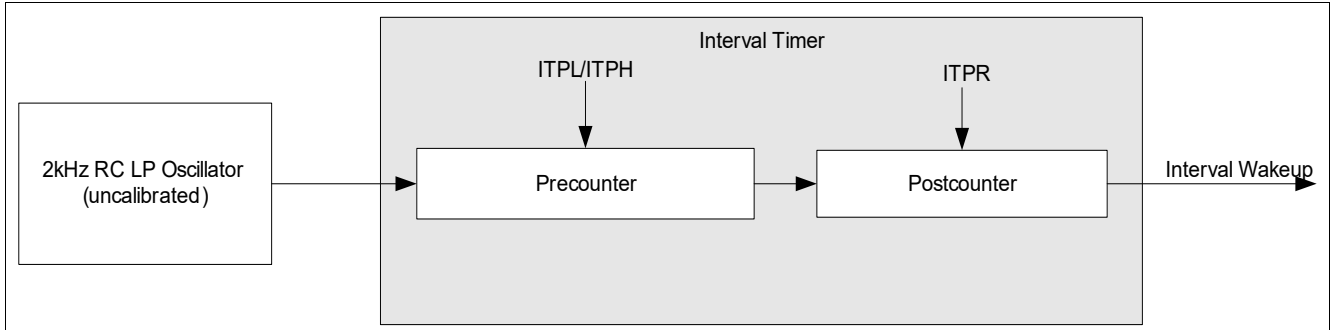 Interval Timer
ITPL/ITPH
ITPR
2kHz RC LP Oscillator
(uncalibrated)
Precounter
Postcounter
Interval Wakeup